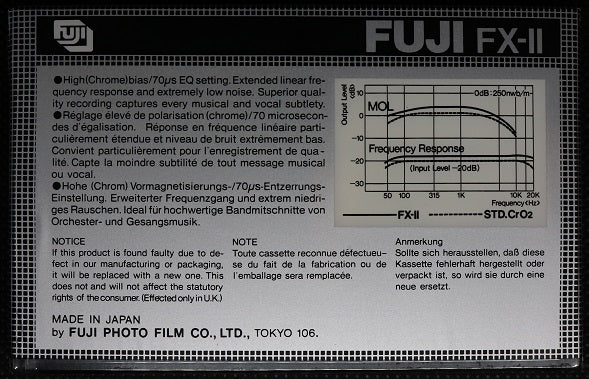 FUJI
FUJI FX-II
●High(Chrome)bias/70µs EQ setting. Extended linear fre-
quency response and extremely low noise. Superior qual-
ity recording captures every musical and vocal subtlety.
●Réglage élevé de polarisation (chrome)/70 microsecon-
des d'égalisation. Réponse en fréquence linéaire parti-
culièrement étendue et niveau de bruit extrêmement bas.
Convient particulièrement pour l'enregistrement de qua-
lité. Capte la moindre subtilité de tout message musical
ou vocal.
●Hohe (Chrom) Vormagnetisierungs-/70µs-Entzerrungs-
Einstellung. Erweiterter Frequenzgang und extrem niedri-
ges Rauschen. Ideal für hochwertige Bandmitschnitte von
Orchester- und Gesangsmusik.
Output Level (dB)
+10
0
-10
-20
-30
0dB:250nwb/m
MOL
Frequency Response
(Input Level -20dB)
50 100 315 1K 10K 20K
Frequency (Hz)
FX-II STD.CrO2
NOTICE
If this product is found faulty due to de-
fect in our manufacturing or packaging,
it will be replaced with a new one. This
does not and will not affect the statutory
rights of the consumer. (Effected only in U.K.)
NOTE
Toute cassette reconnue défectueu-
se du fait de la fabrication ou de
l'emballage sera remplacée.
Anmerkung
Sollte sich herausstellen, daß diese
Kassette fehlerhaft hergestellt oder
verpackt ist, so wird sie durch eine
neue ersetzt.
MADE IN JAPAN
by FUJI PHOTO FILM CO., LTD., TOKYO 106.